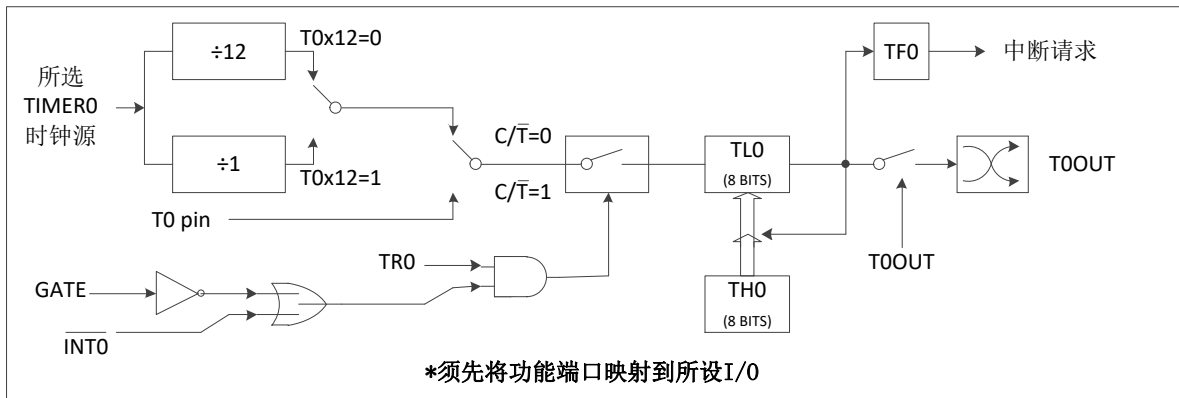 ÷12
T0x12=0
所选
TIMER0
时钟源
÷1
T0x12=1
T0 pin
C/T̅=0
C/T̅=1
TL0
(8 BITS)
TF0
中断请求
T0OUT
T0OUT
TR0
TH0
(8 BITS)
GATE
I̅N̅T̅0̅
*须先将功能端口映射到所设I/O